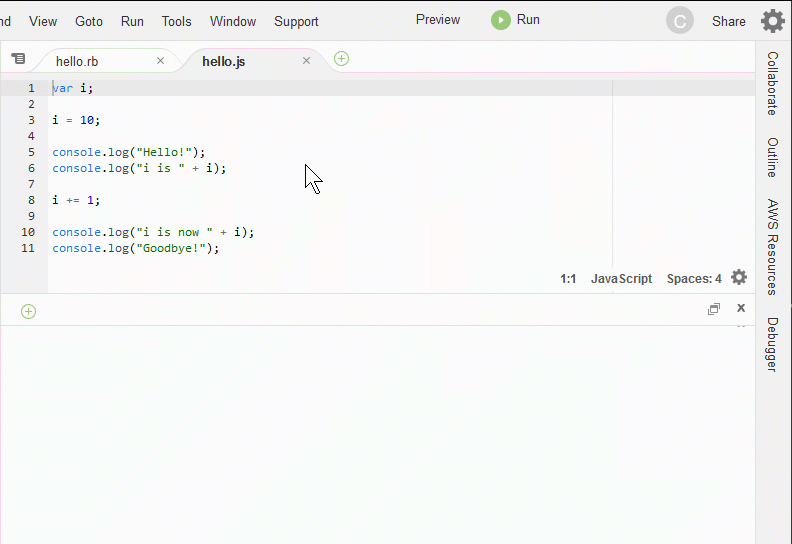 nd View Goto Run Tools Window Support Preview Run C Share
hello.rb × hello.js ×
1 var i;
2
3 i = 10;
4
5 console.log("Hello!");
6 console.log("i is " + i);
7
8 i += 1;
9
10 console.log("i is now " + i);
11 console.log("Goodbye!");
1:1 JavaScript Spaces: 4
Collaborate
Outline
AWS Resources
Debugger